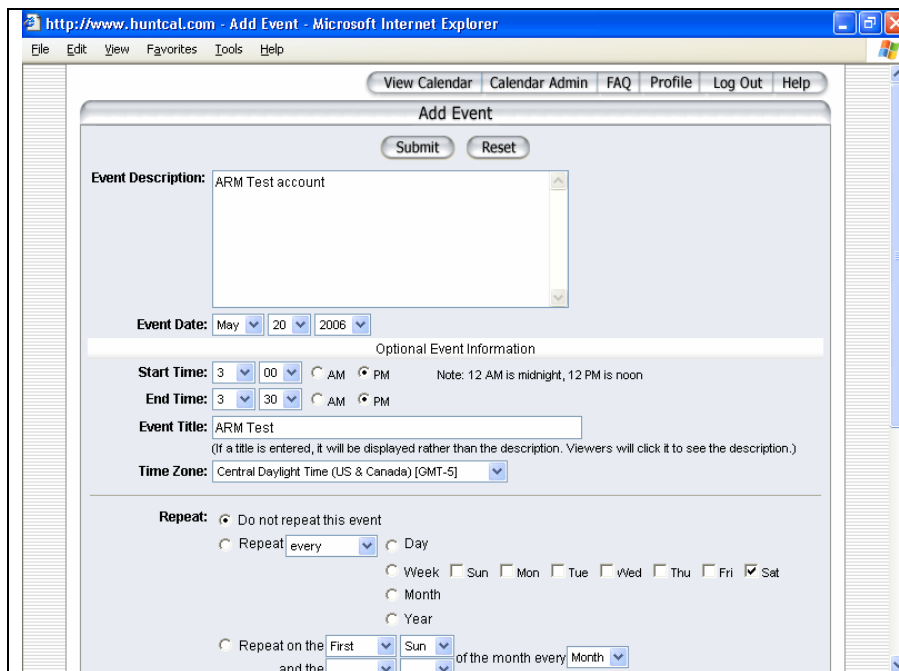 http://www.huntcal.com - Add Event - Microsoft Internet Explorer
File Edit View Favorites Tools Help
View Calendar Calendar Admin FAQ Profile Log Out Help
Add Event
Submit Reset
Event Description: ARM Test account
Event Date: May 20 2006
Optional Event Information
Start Time: 3 00 AM PM Note: 12 AM is midnight, 12 PM is noon
End Time: 3 30 AM PM
Event Title: ARM Test
(If a title is entered, it will be displayed rather than the description. Viewers will click it to see the description.)
Time Zone: Central Daylight Time (US & Canada) [GMT-5]
Repeat: Do not repeat this event
Repeat every Day
Week Sun Mon Tue Wed Thu Fri Sat
Month
Year
Repeat on the First Sun of the month every Month
and the